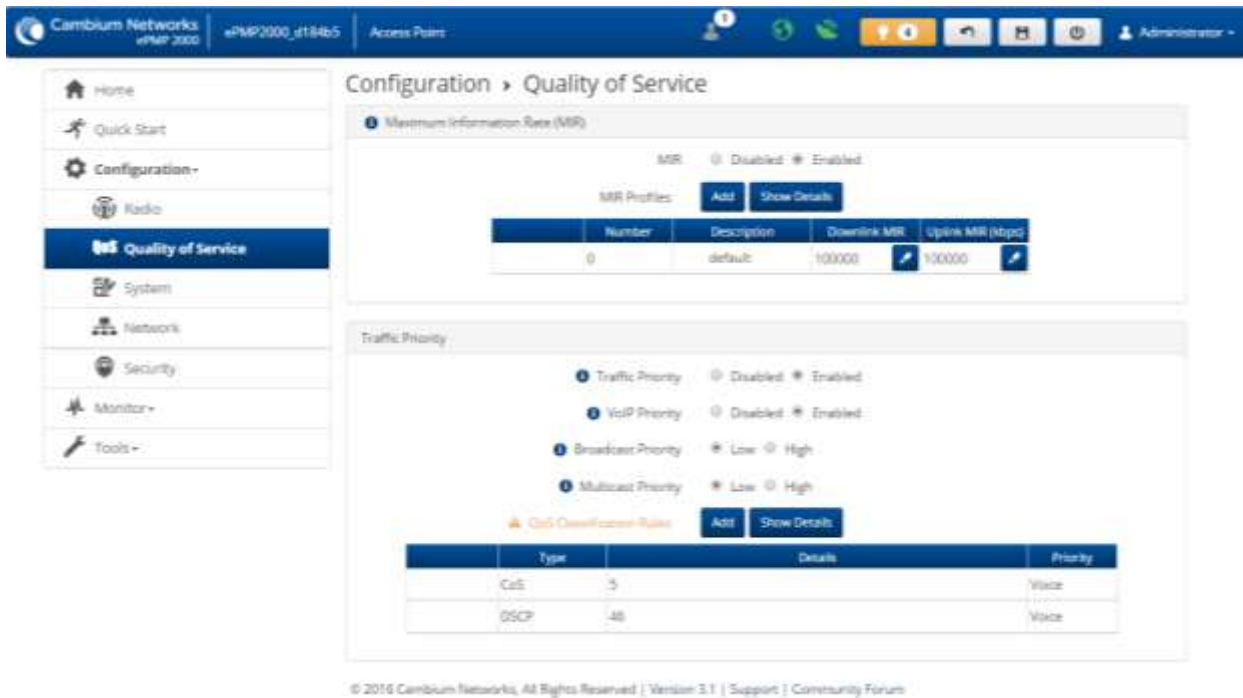 Cambium Networks
ePMP 2000
ePMP2000_d184b5
Access Point
1
4
Administrator
Home
Quick Start
Configuration
Radio
QoS Quality of Service
System
Network
Security
Monitor
Tools
Configuration › Quality of Service
Maximum Information Rate (MIR)
MIR Disabled Enabled
MIR Profiles Add Show Details
Number Description Downlink MIR Uplink MIR (kbps)
0 default 100000 100000
Traffic Priority
Traffic Priority Disabled Enabled
VoIP Priority Disabled Enabled
Broadcast Priority Low High
Multicast Priority Low High
QoS Classification Rules Add Show Details
Type Details Priority
CoS 5 Voice
DSCP 46 Voice
© 2016 Cambium Networks, All Rights Reserved | Version 3.1 | Support | Community Forum